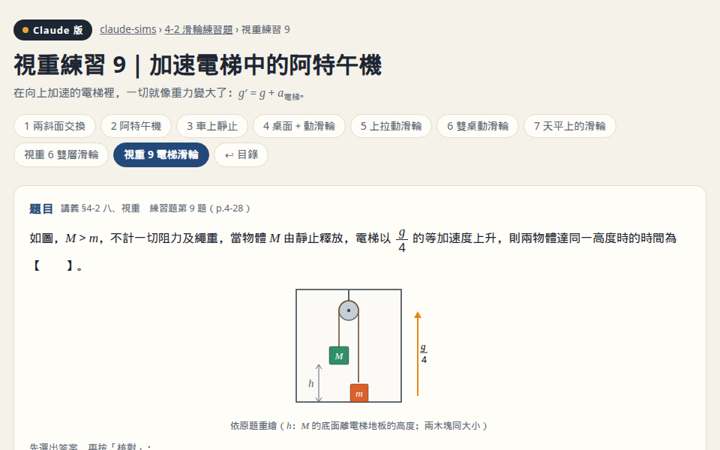 Claude 版 claude-sims › 4-2 滑輪練習題 › 視重練習 9
視重練習 9｜加速電梯中的阿特午機
在向上加速的電梯裡，一切就像重力變大了：g′ = g + a電梯。
1 兩斜面交換 2 阿特午機 3 車上靜止 4 桌面 + 動滑輪 5 上拉動滑輪 6 雙桌動滑輪 7 天平上的滑輪
視重 6 雙層滑輪 視重 9 電梯滑輪 ↩ 目錄
題目 講義 §4-2 八、視重 練習題第 9 題（p.4-28）
如圖，M > m，不計一切阻力及繩重，當物體 M 由靜止釋放，電梯以 g/4 的等加速度上升，則兩物體達同一高度時的時間為
【　　】。
M
g/4
h
m
依原題重繪（h：M 的底面離電梯地板的高度；兩木塊同大小）
先選出答案，再按「核對」：